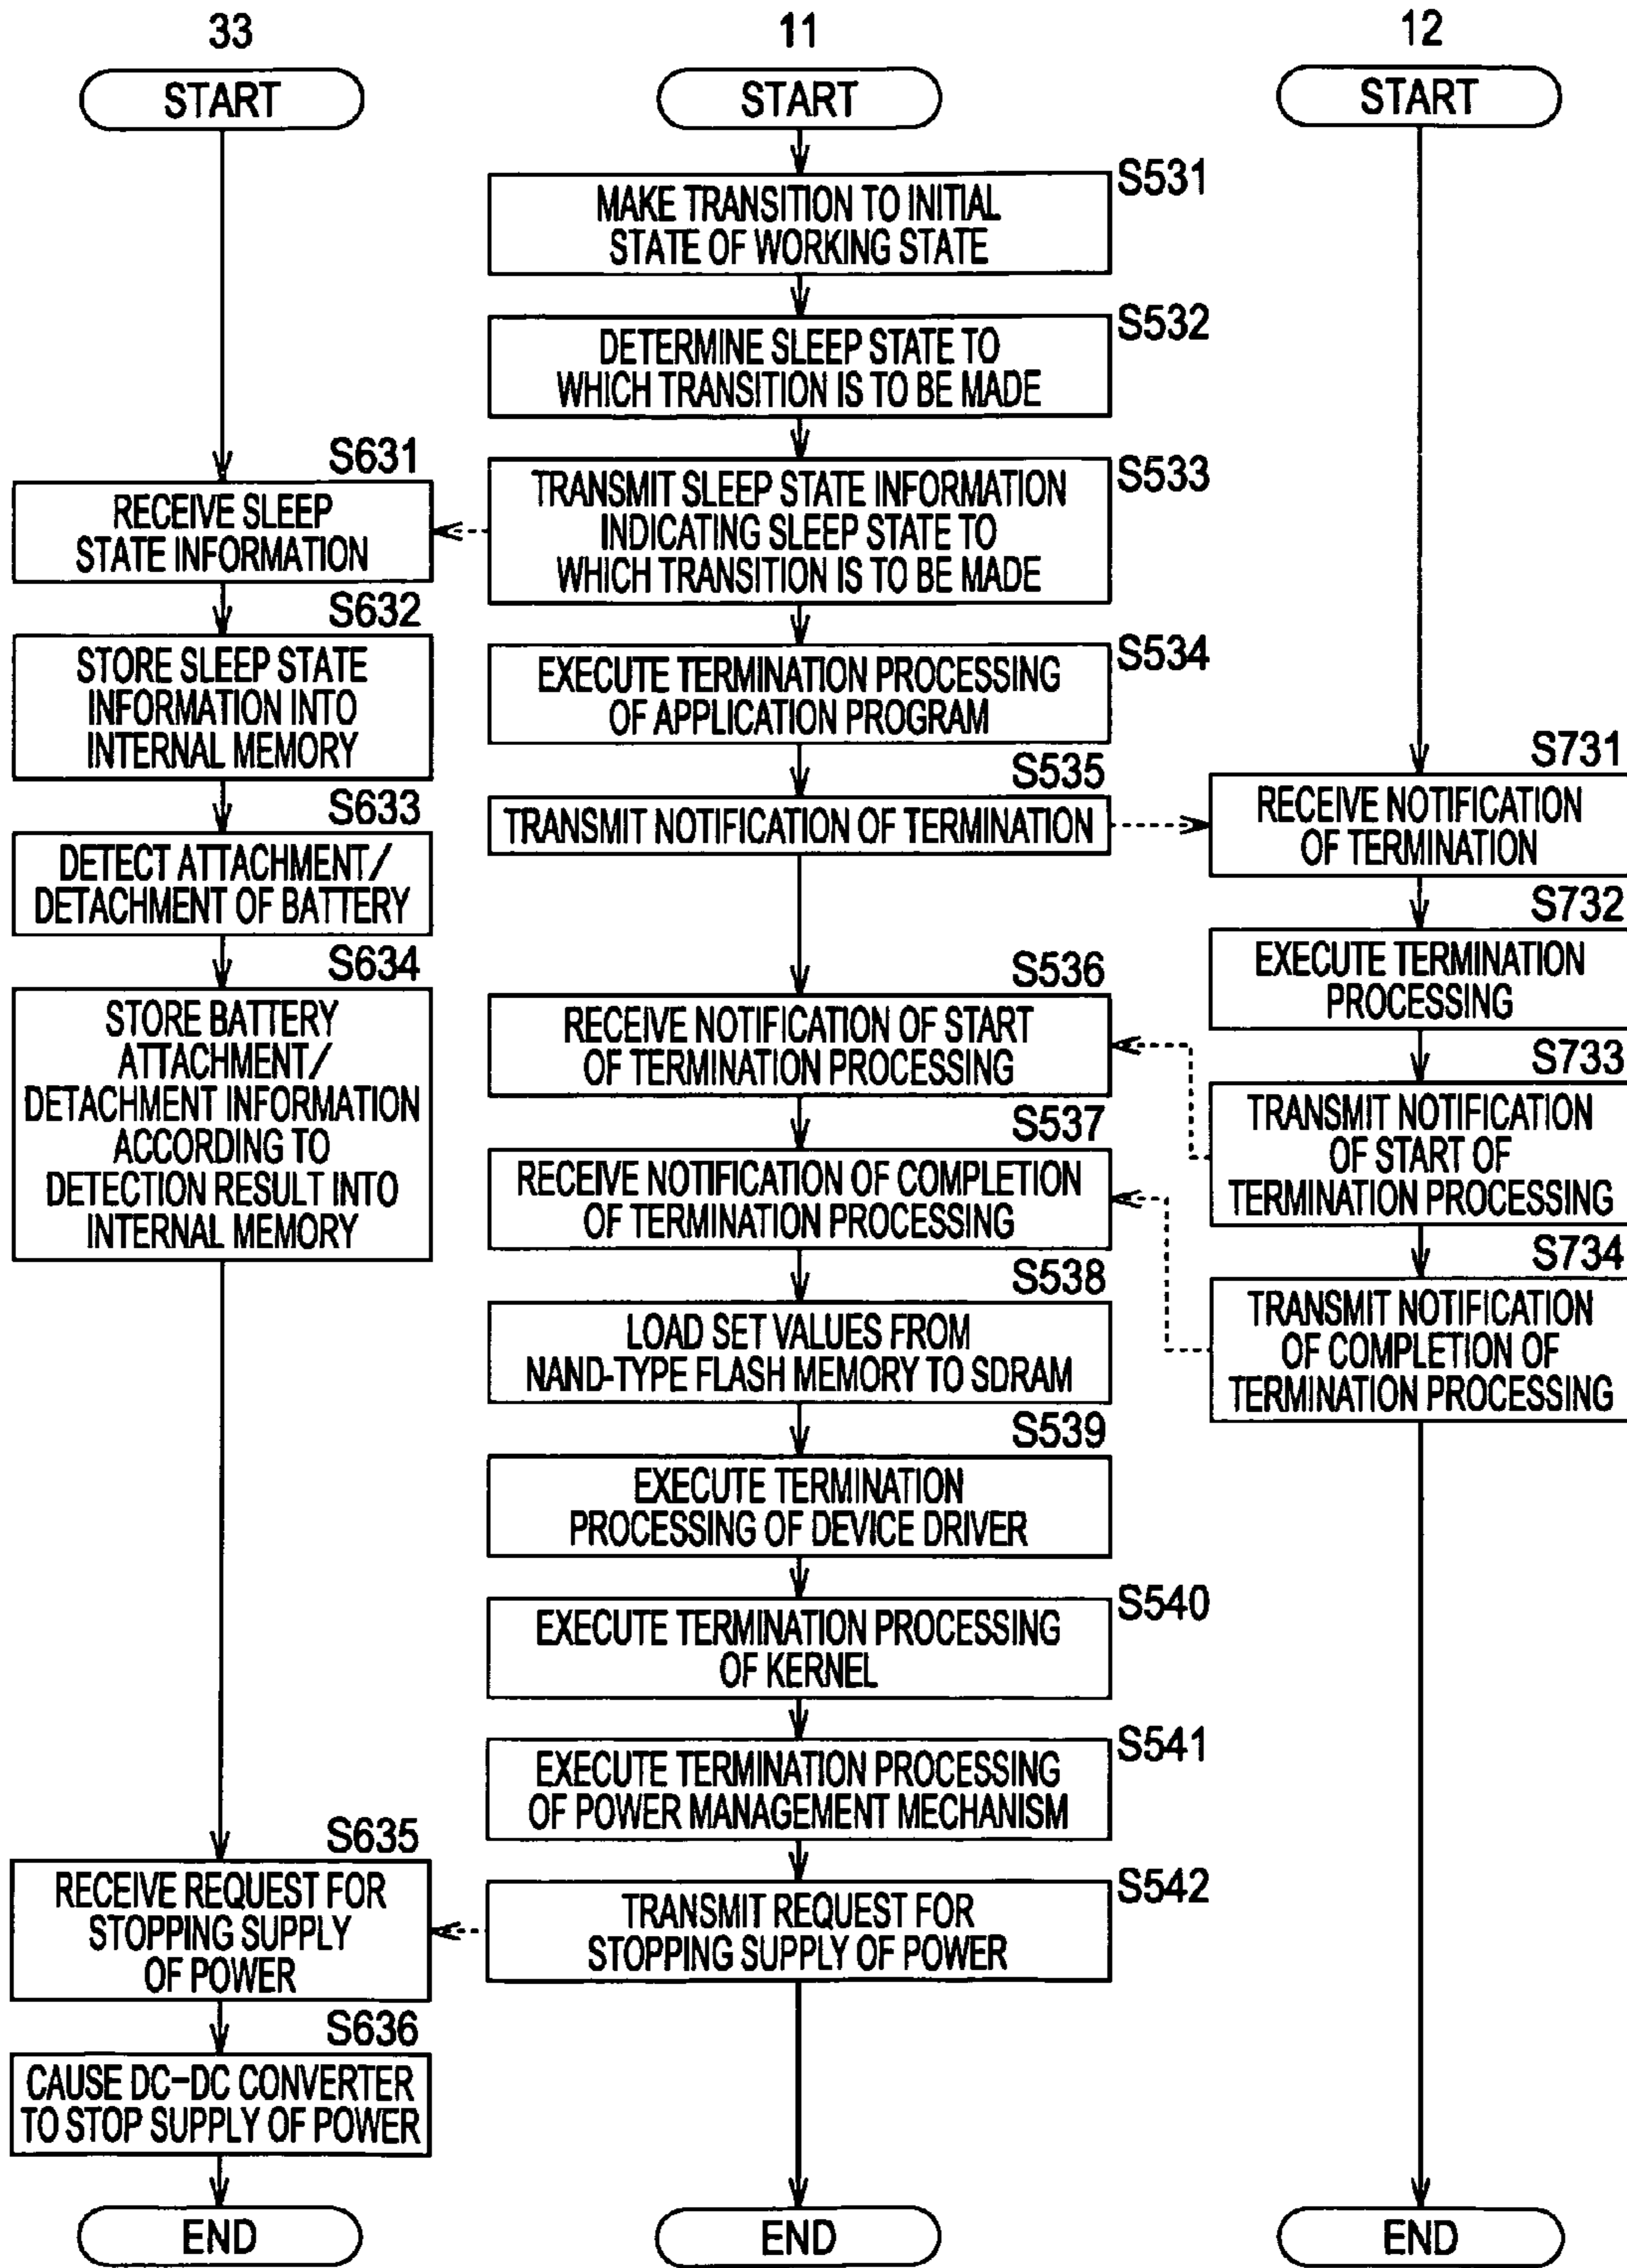 33
START
S631
RECEIVE SLEEP
STATE INFORMATION
S632
STORE SLEEP STATE
INFORMATION INTO
INTERNAL MEMORY
S633
DETECT ATTACHMENT/
DETACHMENT OF BATTERY
S634
STORE BATTERY
ATTACHMENT/
DETACHMENT INFORMATION
ACCORDING TO
DETECTION RESULT INTO
INTERNAL MEMORY
S635
RECEIVE REQUEST FOR
STOPPING SUPPLY
OF POWER
S636
CAUSE DC-DC CONVERTER
TO STOP SUPPLY OF POWER
END
11
START
S531
MAKE TRANSITION TO INITIAL
STATE OF WORKING STATE
S532
DETERMINE SLEEP STATE TO
WHICH TRANSITION IS TO BE MADE
S533
TRANSMIT SLEEP STATE INFORMATION
INDICATING SLEEP STATE TO
WHICH TRANSITION IS TO BE MADE
S534
EXECUTE TERMINATION PROCESSING
OF APPLICATION PROGRAM
S535
TRANSMIT NOTIFICATION OF TERMINATION
S536
RECEIVE NOTIFICATION OF START
OF TERMINATION PROCESSING
S537
RECEIVE NOTIFICATION OF COMPLETION
OF TERMINATION PROCESSING
S538
LOAD SET VALUES FROM
NAND-TYPE FLASH MEMORY TO SDRAM
S539
EXECUTE TERMINATION
PROCESSING OF DEVICE DRIVER
S540
EXECUTE TERMINATION PROCESSING
OF KERNEL
S541
EXECUTE TERMINATION PROCESSING
OF POWER MANAGEMENT MECHANISM
S542
TRANSMIT REQUEST FOR
STOPPING SUPPLY OF POWER
END
12
START
S731
RECEIVE NOTIFICATION
OF TERMINATION
S732
EXECUTE TERMINATION
PROCESSING
S733
TRANSMIT NOTIFICATION
OF START OF
TERMINATION PROCESSING
S734
TRANSMIT NOTIFICATION
OF COMPLETION OF
TERMINATION PROCESSING
END